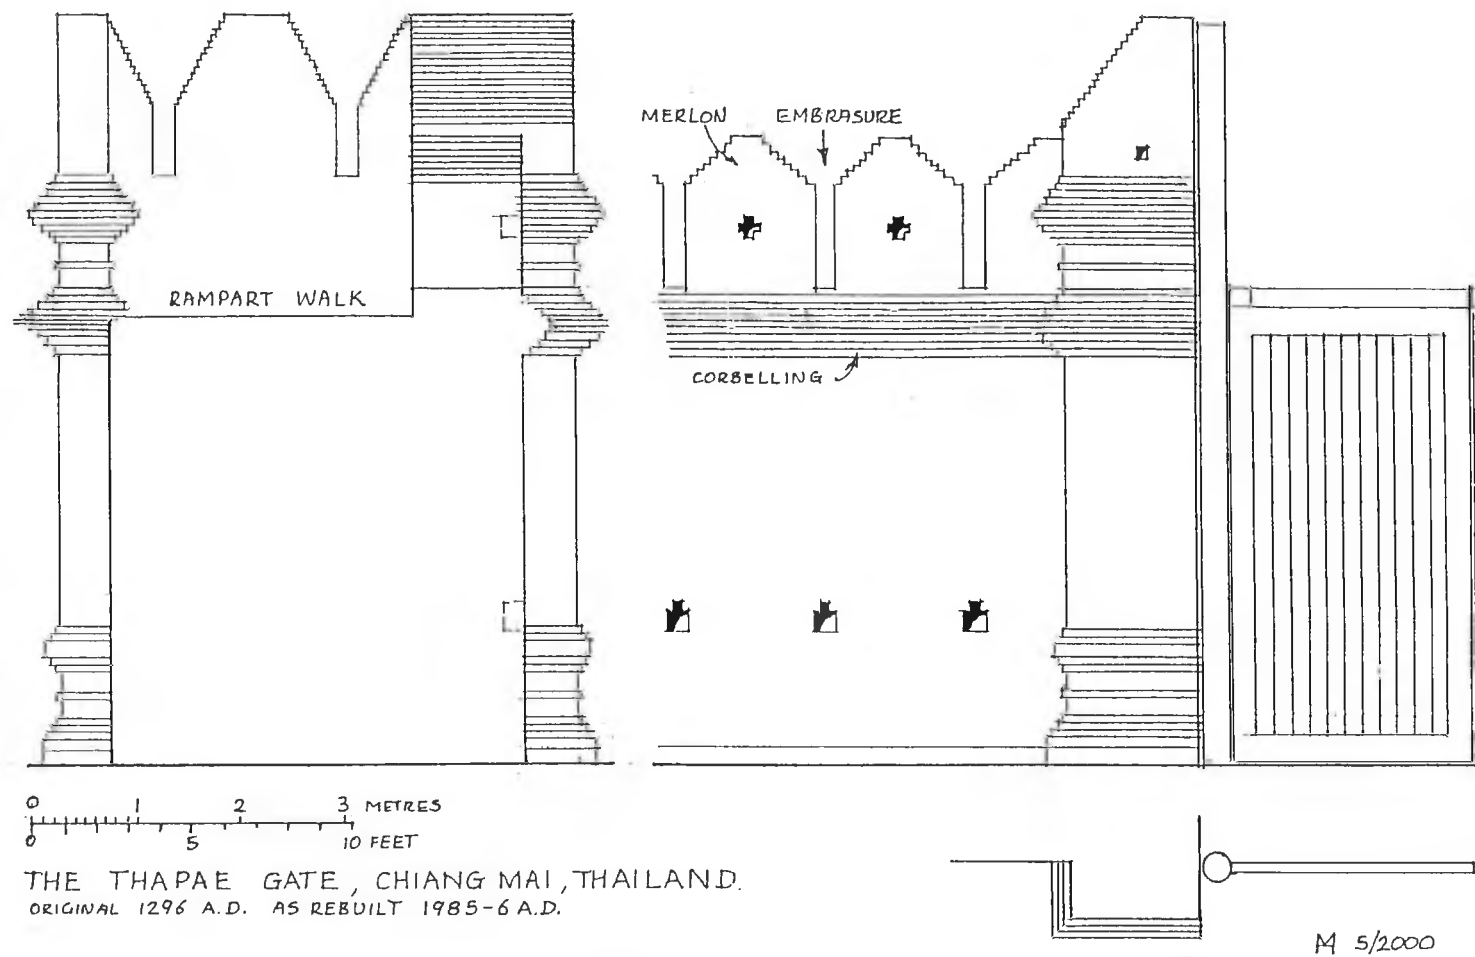 MERLON EMBRASURE
RAMPART WALK
CORBELLING
0 1 2 3 METRES
0 5 10 FEET
THE THAPAE GATE, CHIANG MAI, THAILAND.
ORIGINAL 1296 A.D. AS REBUILT 1985-6 A.D.
M 5/2000